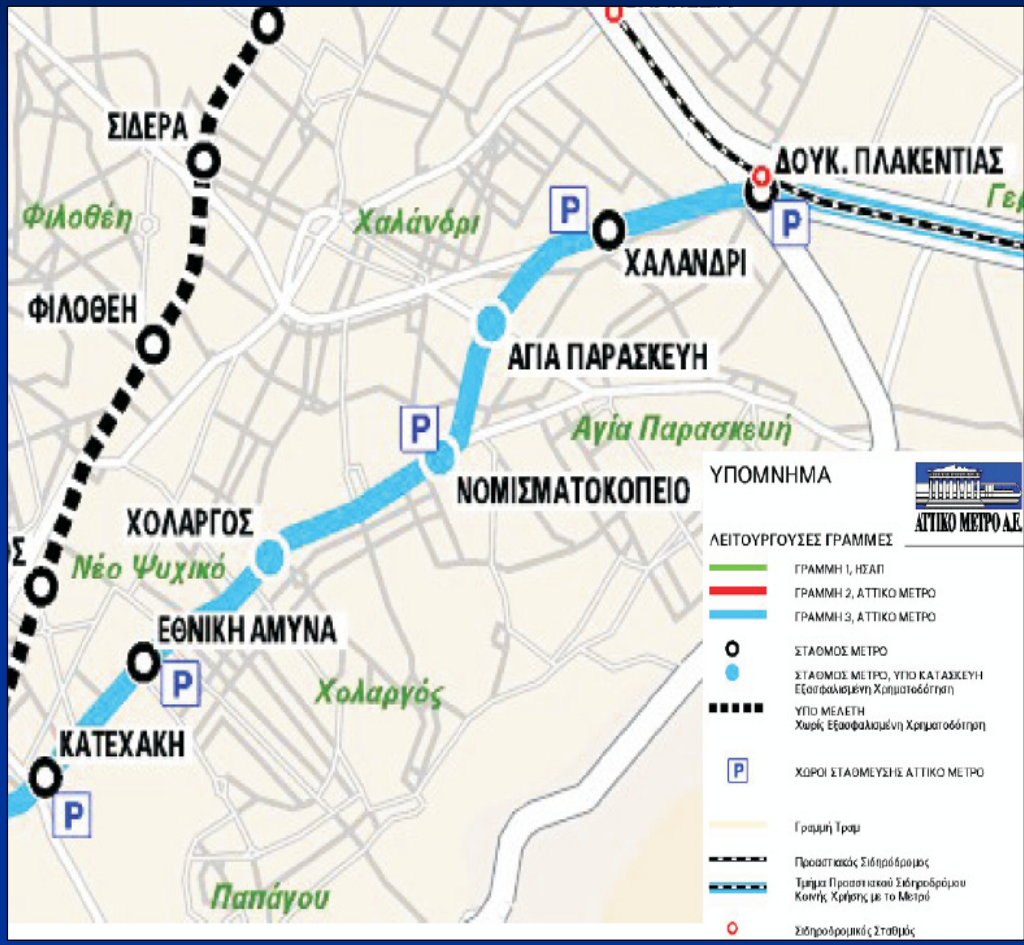 ΣΙΔΕΡΑ
ΔΟΥΚ. ΠΛΑΚΕΝΤΙΑΣ
Φιλοθέη
Χαλάνδρι
P
P
ΧΑΛΑΝΔΡΙ
ΦΙΛΟΘΕΗ
ΑΓΙΑ ΠΑΡΑΣΚΕΥΗ
P
Αγία Παρασκευή
ΝΟΜΙΣΜΑΤΟΚΟΠΕΙΟ
ΧΟΛΑΡΓΟΣ
Νέο Ψυχικό
ΕΘΝΙΚΗ ΑΜΥΝΑ
P
Χολαργός
ΚΑΤΕΧΑΚΗ
P
Παπάγου
ΥΠΟΜΝΗΜΑ
ΑΤΤΙΚΟ ΜΕΤΡΟ Α.Ε.
ΛΕΙΤΟΥΡΓΟΥΣΕΣ ΓΡΑΜΜΕΣ
ΓΡΑΜΜΗ 1, ΗΣΑΠ
ΓΡΑΜΜΗ 2, ΑΤΤΙΚΟ ΜΕΤΡΟ
ΓΡΑΜΜΗ 3, ΑΤΤΙΚΟ ΜΕΤΡΟ
ΣΤΑΘΜΟΣ ΜΕΤΡΟ
ΣΤΑΘΜΟΣ ΜΕΤΡΟ, ΥΠΟ ΚΑΤΑΣΚΕΥΗ
Εξασφαλισμένη Χρηματοδότηση
ΥΠΟ ΜΕΛΕΤΗ
Χωρίς Εξασφαλισμένη Χρηματοδότηση
P ΧΩΡΟΙ ΣΤΑΘΜΕΥΣΗΣ ΑΤΤΙΚΟ ΜΕΤΡΟ
Γραμμή Τραμ
Προαστιακός Σιδηρόδρομος
Τμήμα Προαστιακού Σιδηροδρόμου
Κοινής Χρήσης με το Μετρό
Σιδηροδρομικός Σταθμός